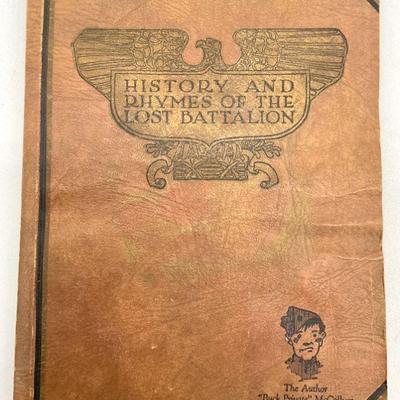 HISTORY AND
RHYMES OF THE
LOST BATTALION
The Author
"Buck Private" McCollum